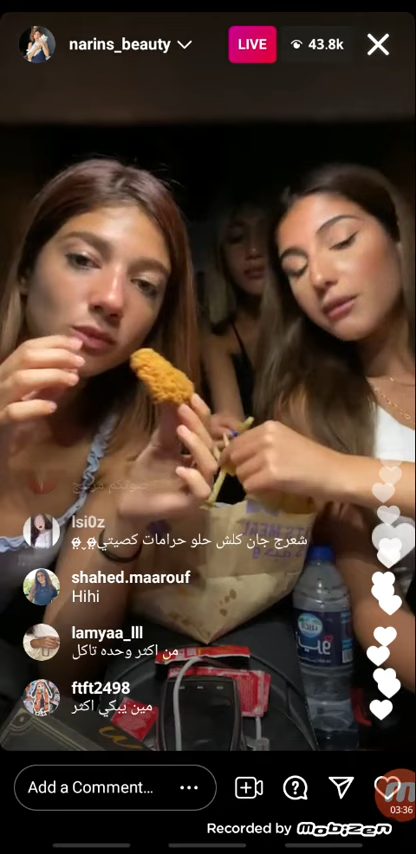 narins_beauty
LIVE
43.8k
lsi0z
شعرج جان كلش حلو حرامات كصيتي
shahed.maarouf
Hihi
lamyaa_lll
من اكثر وحده تاكل
ftft2498
مين يبكي اكثر
Add a Comment...
03:36
Recorded by MobiZen